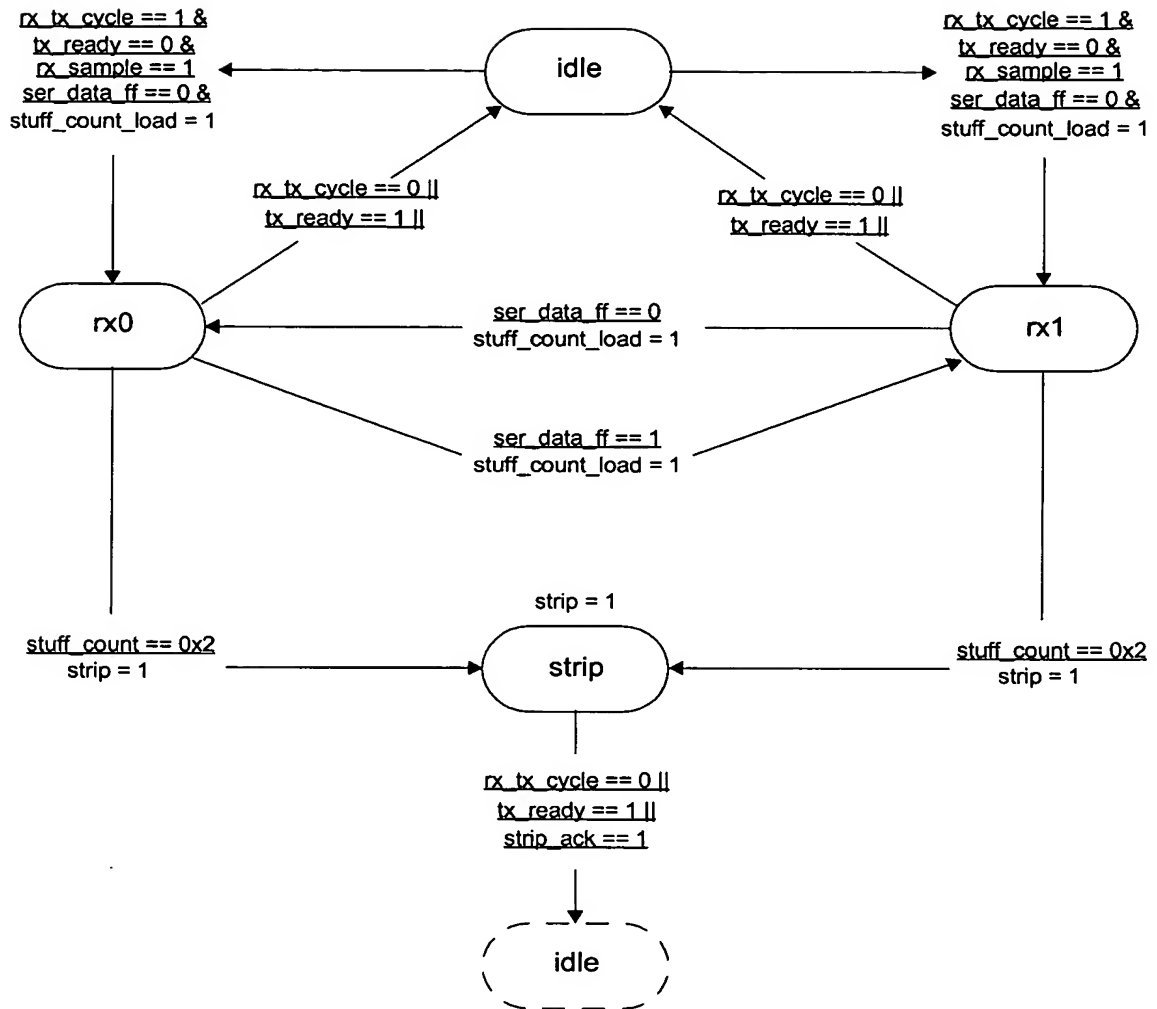 rx_tx_cycle == 1 &
tx_ready == 0 &
rx_sample == 1
ser_data_ff == 0 &
stuff_count_load = 1
idle
rx_tx_cycle == 1 &
tx_ready == 0 &
rx_sample == 1
ser_data_ff == 0 &
stuff_count_load = 1
rx_tx_cycle == 0 ||
tx_ready == 1 ||
rx_tx_cycle == 0 ||
tx_ready == 1 ||
rx0
ser_data_ff == 0
stuff_count_load = 1
rx1
ser_data_ff == 1
stuff_count_load = 1
strip = 1
stuff_count == 0x2
strip = 1
strip
stuff_count == 0x2
strip = 1
rx_tx_cycle == 0 ||
tx_ready == 1 ||
strip_ack == 1
idle